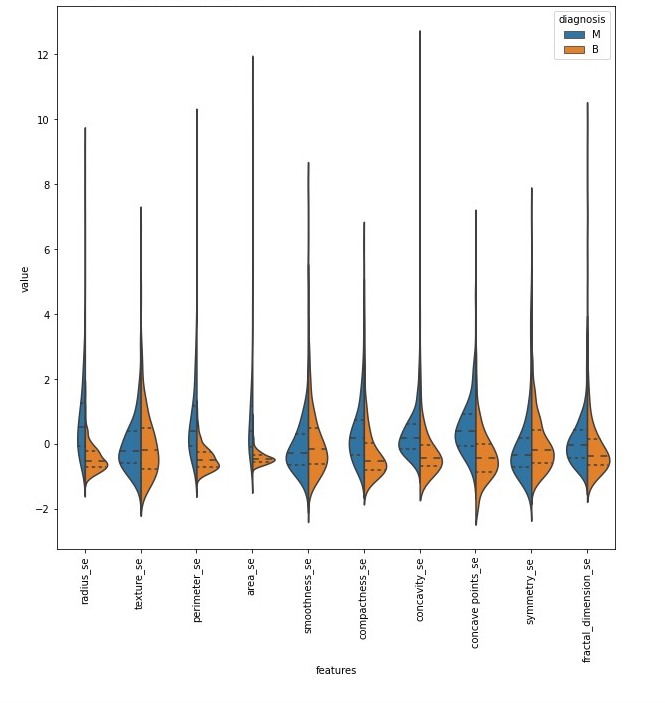 diagnosis
M
B
12
10
8
6
4
2
0
−2
value
radius_se
texture_se
perimeter_se
area_se
smoothness_se
compactness_se
concavity_se
concave points_se
symmetry_se
fractal_dimension_se
features